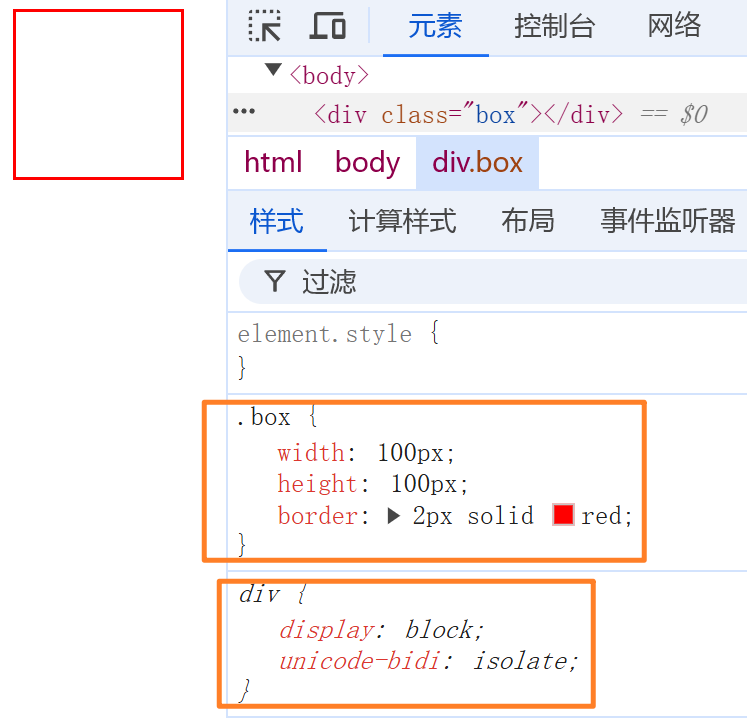 元素 控制台 网络
<body>
••• <div class="box"></div> == $0
html body div.box
样式 计算样式 布局 事件监听器
过滤
element.style {
}
.box {
width: 100px;
height: 100px;
border: ▶ 2px solid red;
}
div {
display: block;
unicode-bidi: isolate;
}